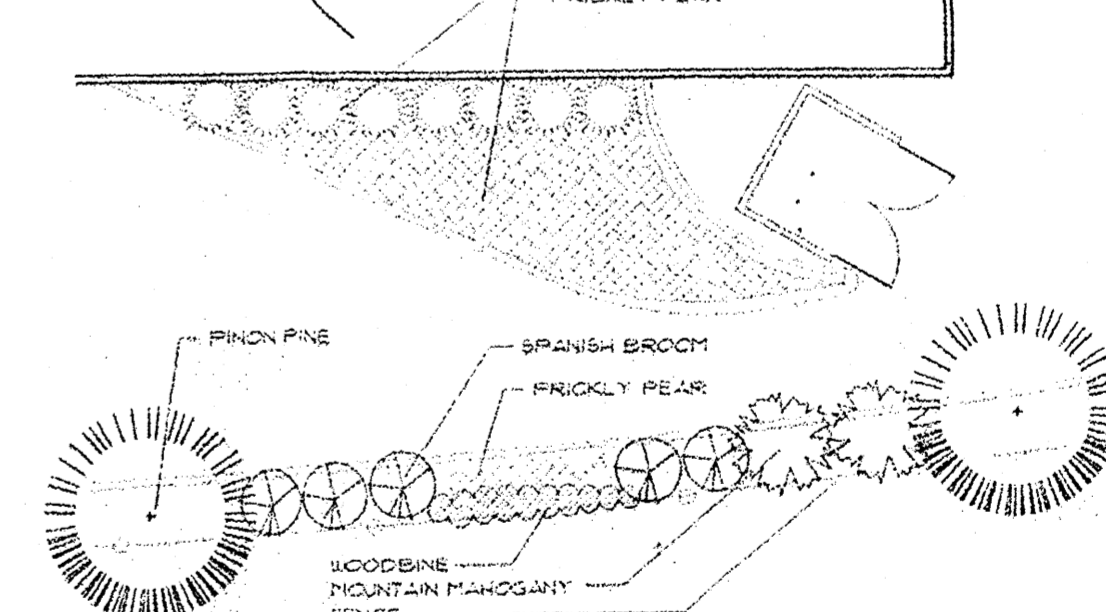 PINON PINE
SPANISH BROOM
PRICKLY PEAR
WOODBINE
MOUNTAIN MAHOGANY